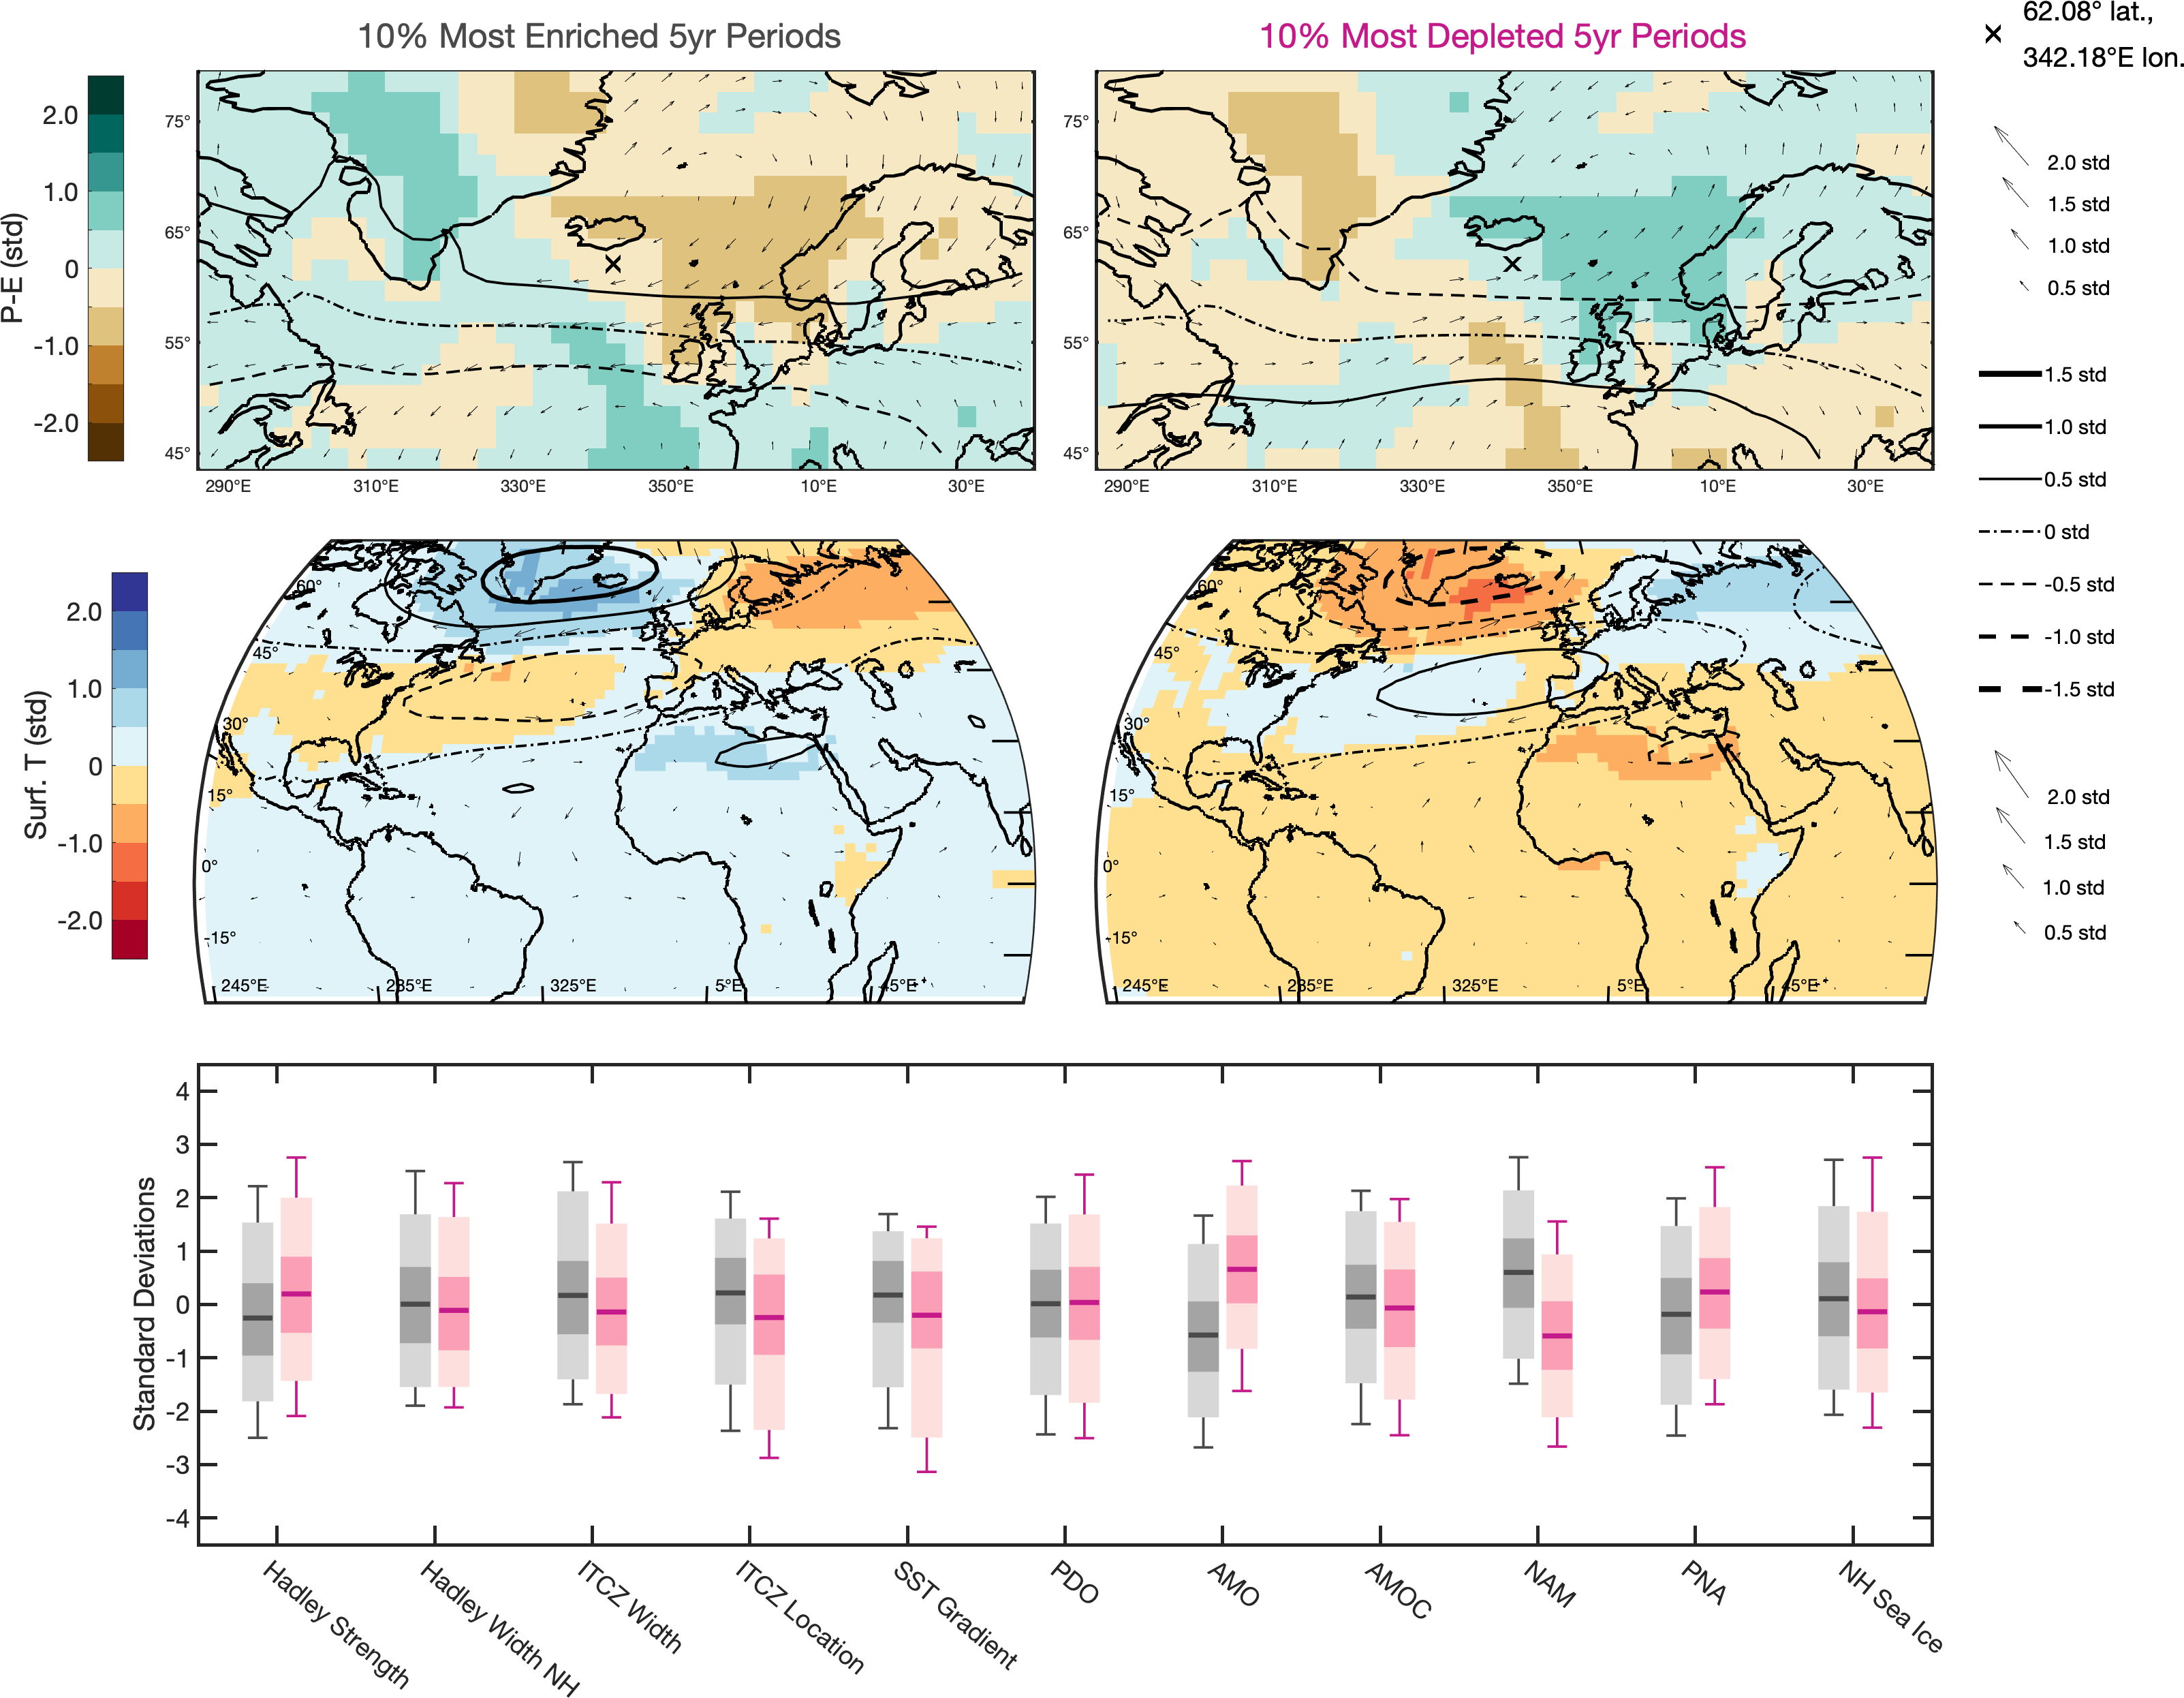 10% Most Enriched 5yr Periods
10% Most Depleted 5yr Periods
62.08° lat.,
342.18°E lon.
P-E (std)
2.0
1.0
0
-1.0
-2.0
75°
65°
55°
45°
290°E 310°E 330°E 350°E 10°E 30°E
75°
65°
55°
45°
290°E 310°E 330°E 350°E 10°E 30°E
2.0 std
1.5 std
1.0 std
0.5 std
1.5 std
1.0 std
0.5 std
0 std
-0.5 std
-1.0 std
-1.5 std
Surf. T (std)
2.0
1.0
0
-1.0
-2.0
60°
45°
30°
15°
0°
-15°
245°E 285°E 325°E 5°E 45°E
60°
45°
30°
15°
0°
-15°
245°E 285°E 325°E 5°E 45°E
2.0 std
1.5 std
1.0 std
0.5 std
Standard Deviations
4
3
2
1
0
-1
-2
-3
-4
Hadley Strength
Hadley Width NH
ITCZ Width
ITCZ Location
SST Gradient
PDO
AMO
AMOC
NAM
PNA
NH Sea Ice